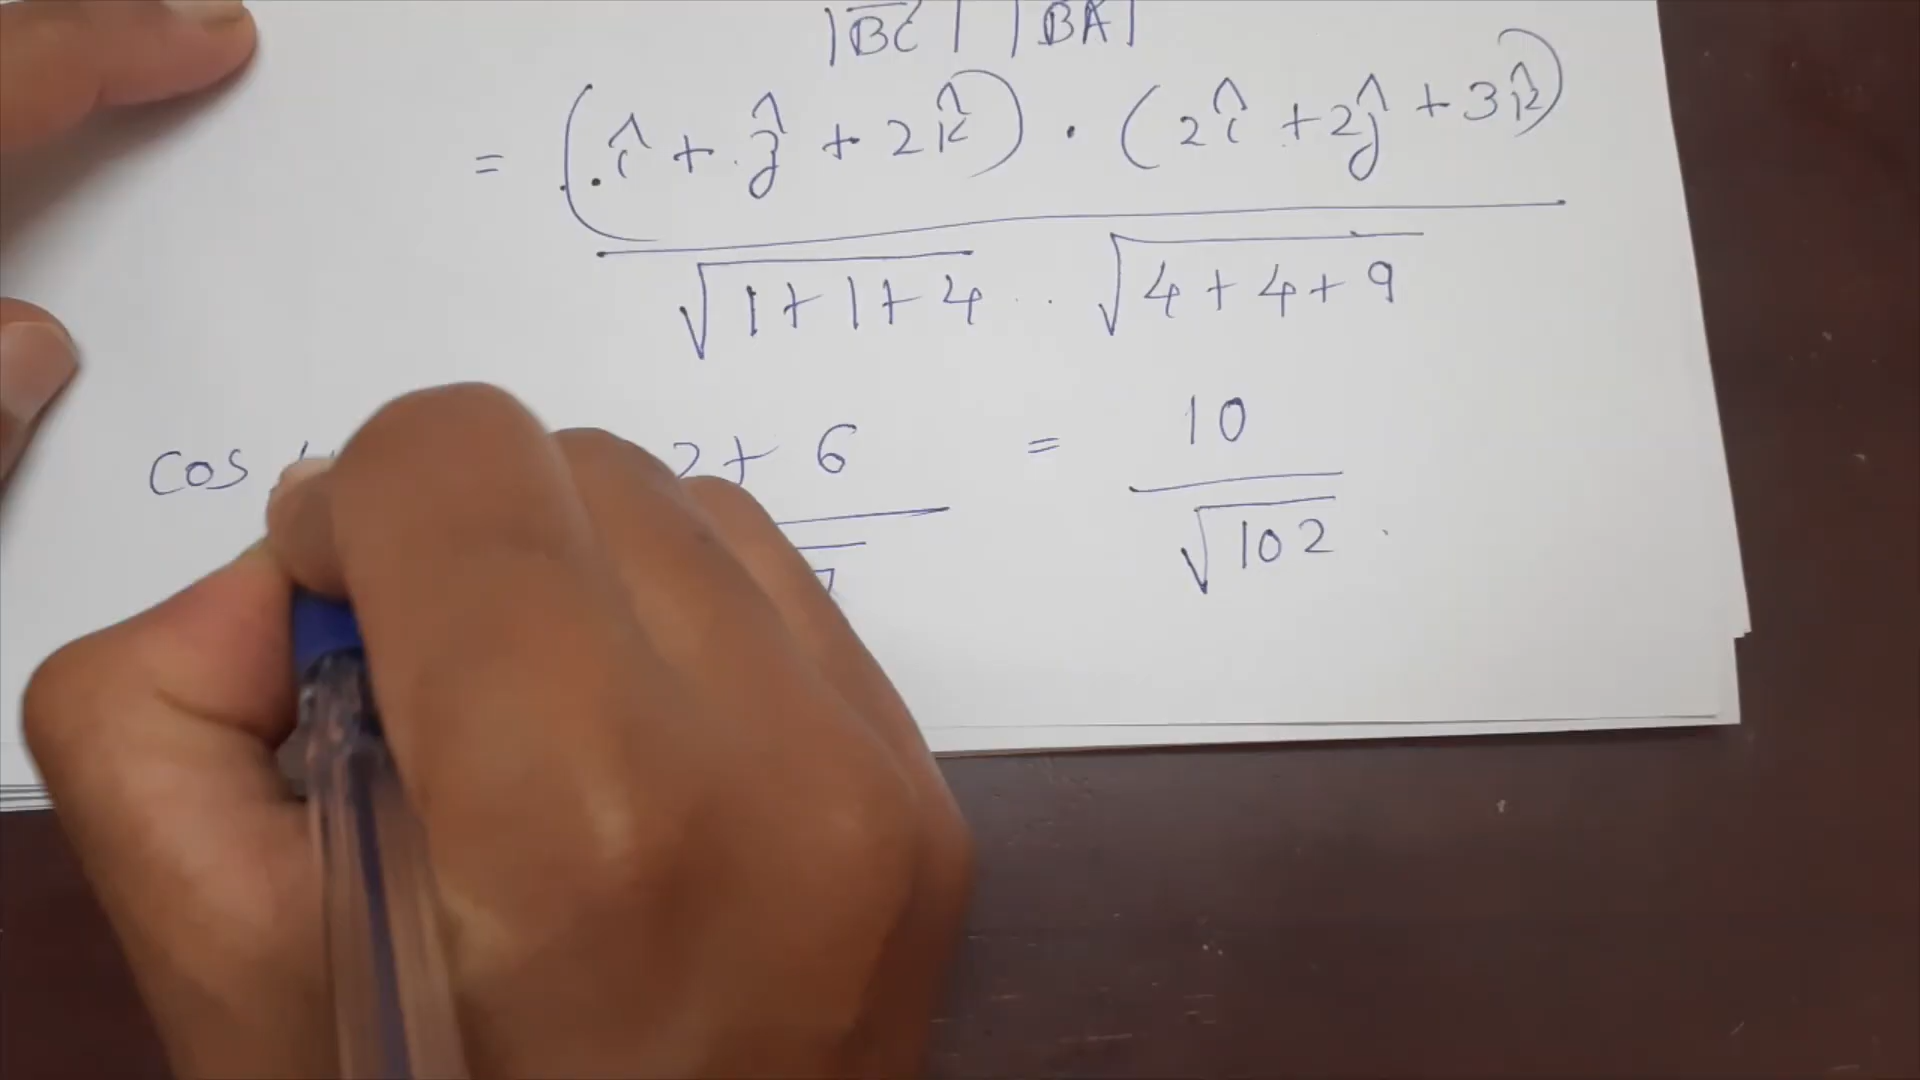 |BC| |BA|
= (î + ĵ + 2k̂) · (2î + 2ĵ + 3k̂)
√1+1+4 √4+4+9
cos 2 + 6 = 10
√102